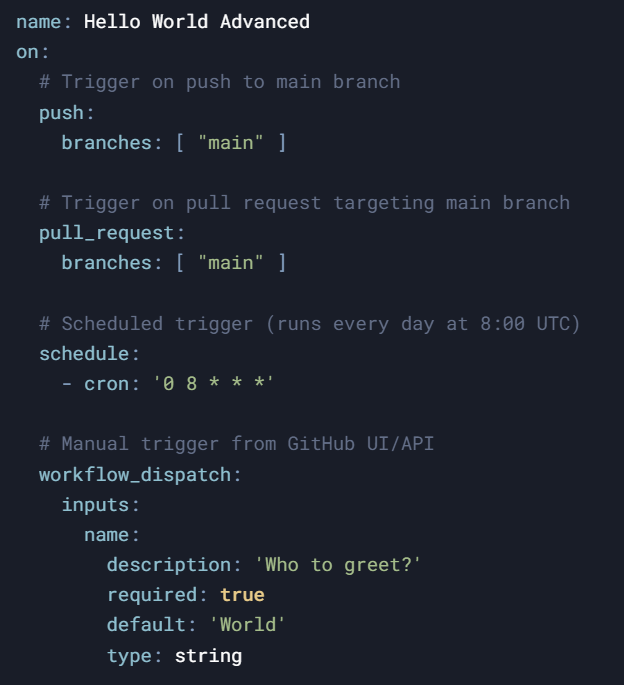 name: Hello World Advanced
on:
  # Trigger on push to main branch
  push:
    branches: [ "main" ]

  # Trigger on pull request targeting main branch
  pull_request:
    branches: [ "main" ]

  # Scheduled trigger (runs every day at 8:00 UTC)
  schedule:
    - cron: '0 8 * * *'

  # Manual trigger from GitHub UI/API
  workflow_dispatch:
    inputs:
      name:
        description: 'Who to greet?'
        required: true
        default: 'World'
        type: string